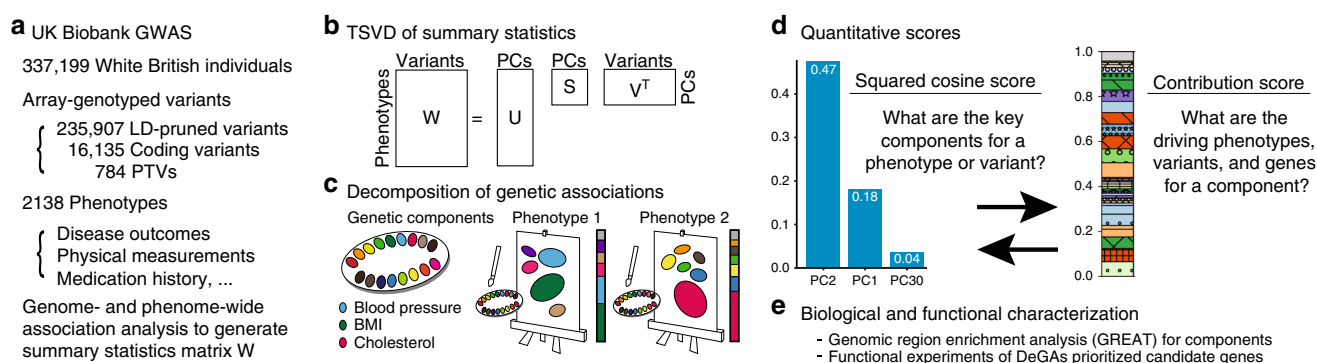 a UK Biobank GWAS
337,199 White British individuals
Array-genotyped variants
235,907 LD-pruned variants
16,135 Coding variants
784 PTVs
2138 Phenotypes
Disease outcomes
Physical measurements
Medication history, ...
Genome- and phenome-wide
association analysis to generate
summary statistics matrix W
b TSVD of summary statistics
Variants PCs PCs Variants
Phenotypes
W = U S V^T
PCs
c Decomposition of genetic associations
Genetic components Phenotype 1 Phenotype 2
Blood pressure
BMI
Cholesterol
d Quantitative scores
0.4
0.3
0.2
0.1
0.0
0.47
0.18
0.04
PC2 PC1 PC30
Squared cosine score
What are the key
components for a
phenotype or variant?
1.0
0.8
0.6
0.4
0.2
0.0
Contribution score
What are the
driving phenotypes,
variants, and genes
for a component?
e Biological and functional characterization
- Genomic region enrichment analysis (GREAT) for components
- Functional experiments of DeGAs prioritized candidate genes